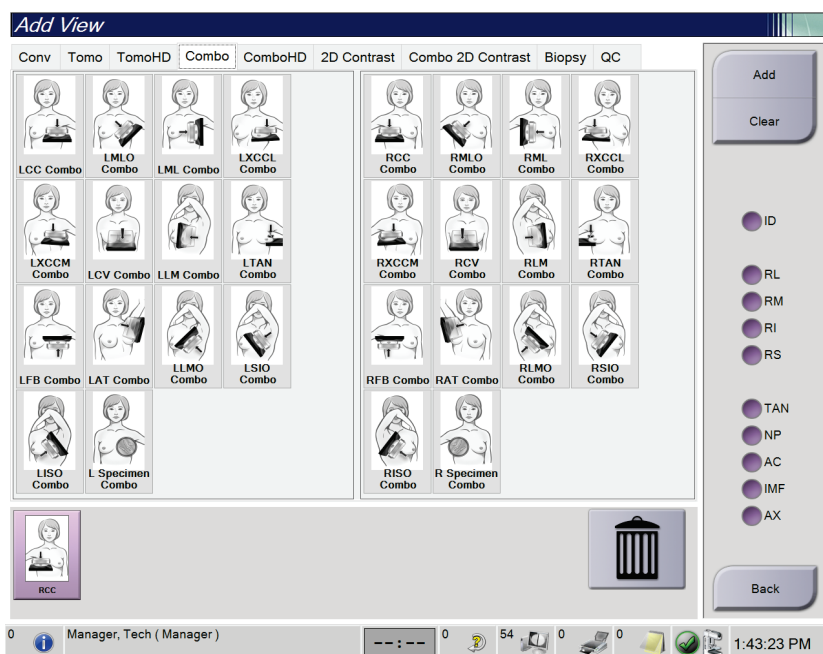 Add View
Conv Tomo TomoHD Combo ComboHD 2D Contrast Combo 2D Contrast Biopsy QC
LCC Combo
LMLO
Combo
LML Combo
LXCCL
Combo
RCC
Combo
RMLO
Combo
RML
Combo
RXCCL
Combo
LXCCM
Combo
LCV Combo
LLM Combo
LTAN
Combo
RXCCM
Combo
RCV
Combo
RLM
Combo
RTAN
Combo
LFB Combo
LAT Combo
LLMO
Combo
LSIO
Combo
RFB Combo
RAT Combo
RLMO
Combo
RSIO
Combo
LISO
Combo
L Specimen
Combo
RISO
Combo
R Specimen
Combo
RCC
Add
Clear
ID
RL
RM
RI
RS
TAN
NP
AC
IMF
AX
Back
0 Manager, Tech ( Manager ) --:-- 0 54 0 0 1:43:23 PM